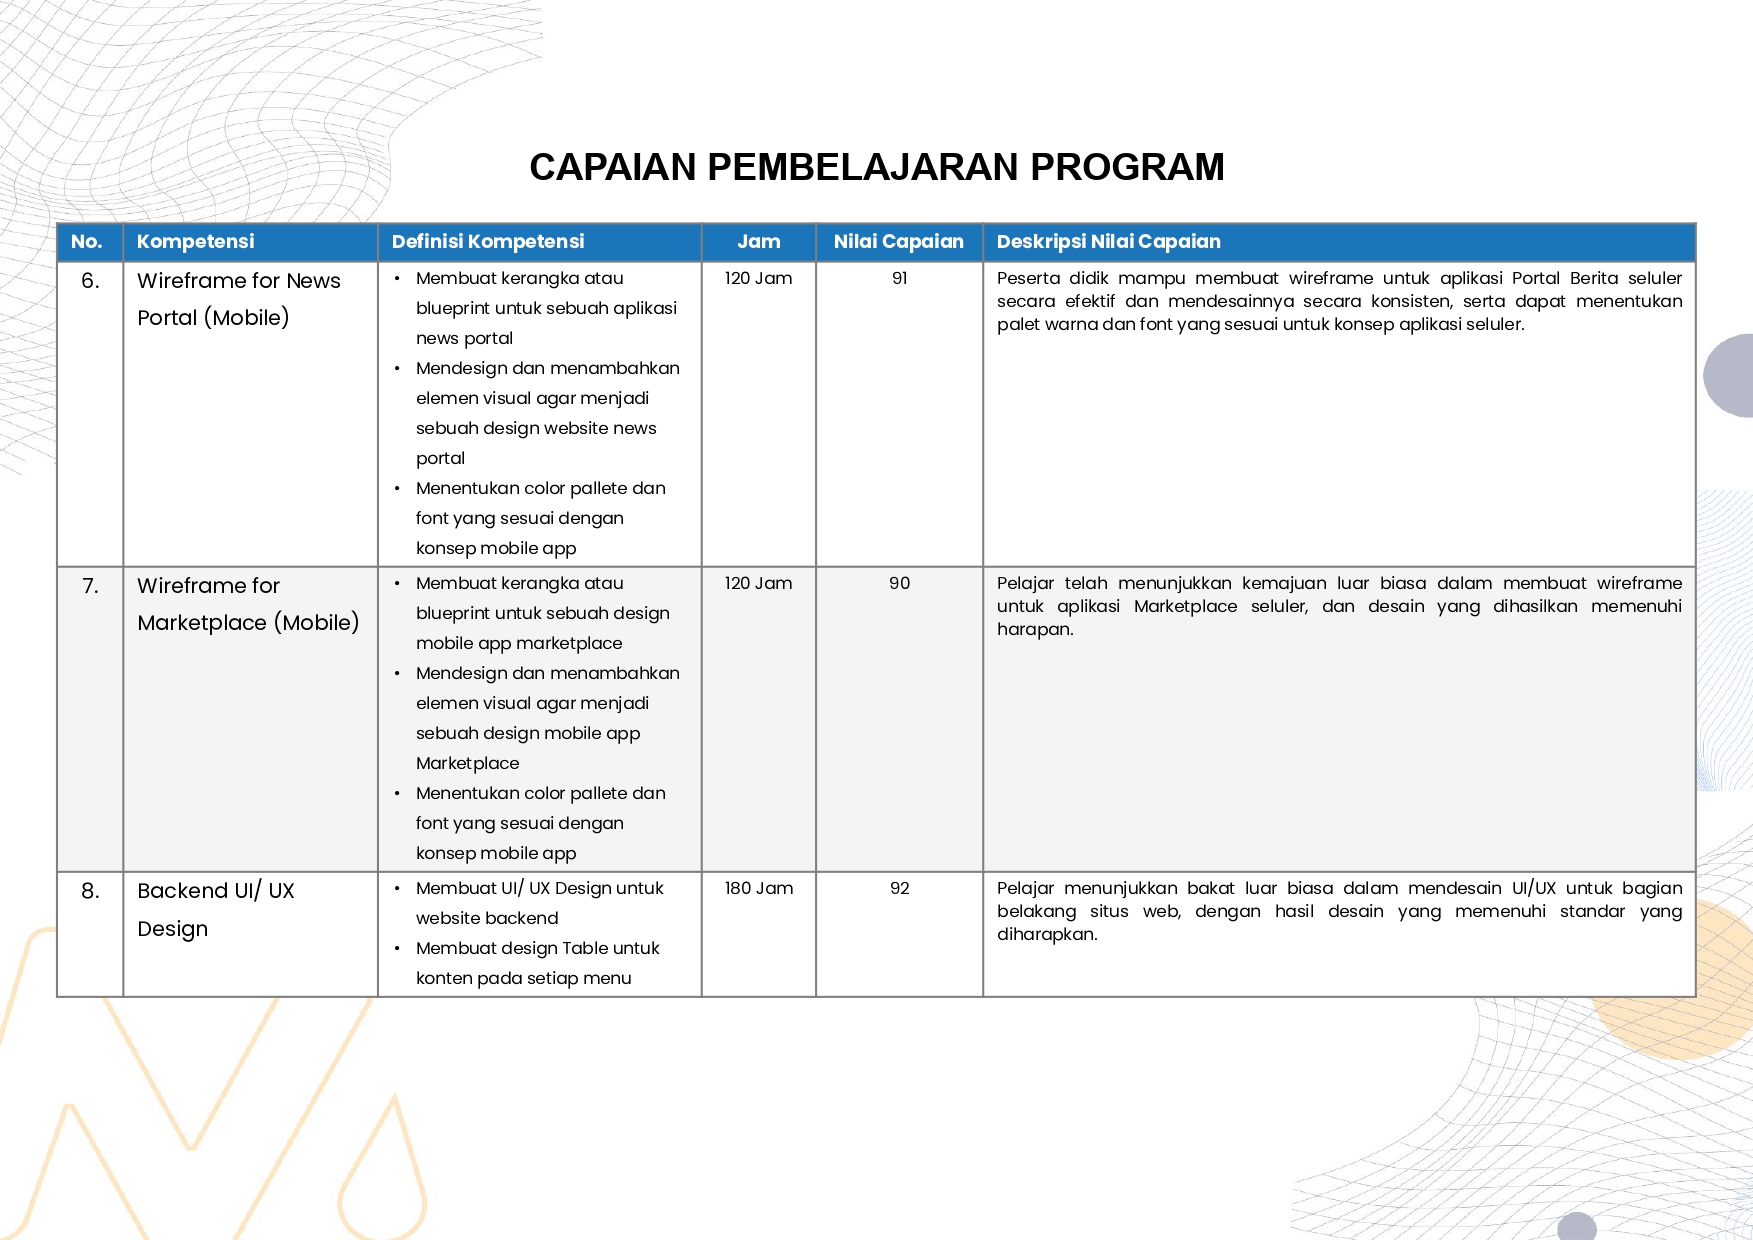 CAPAIAN PEMBELAJARAN PROGRAM
No. Kompetensi Definisi Kompetensi Jam Nilai Capaian Deskripsi Nilai Capaian
6. Wireframe for News
Portal (Mobile)
• Membuat kerangka atau
blueprint untuk sebuah aplikasi
news portal
• Mendesign dan menambahkan
elemen visual agar menjadi
sebuah design website news
portal
• Menentukan color pallete dan
font yang sesuai dengan
konsep mobile app
120 Jam
91
Peserta didik mampu membuat wireframe untuk aplikasi Portal Berita seluler
secara efektif dan mendesainnya secara konsisten, serta dapat menentukan
palet warna dan font yang sesuai untuk konsep aplikasi seluler.
7. Wireframe for
Marketplace (Mobile)
• Membuat kerangka atau
blueprint untuk sebuah design
mobile app marketplace
• Mendesign dan menambahkan
elemen visual agar menjadi
sebuah design mobile app
Marketplace
• Menentukan color pallete dan
font yang sesuai dengan
konsep mobile app
120 Jam
90
Pelajar telah menunjukkan kemajuan luar biasa dalam membuat wireframe
untuk aplikasi Marketplace seluler, dan desain yang dihasilkan memenuhi
harapan.
8. Backend UI/ UX
Design
• Membuat UI/ UX Design untuk
website backend
• Membuat design Table untuk
konten pada setiap menu
180 Jam
92
Pelajar menunjukkan bakat luar biasa dalam mendesain UI/UX untuk bagian
belakang situs web, dengan hasil desain yang memenuhi standar yang
diharapkan.